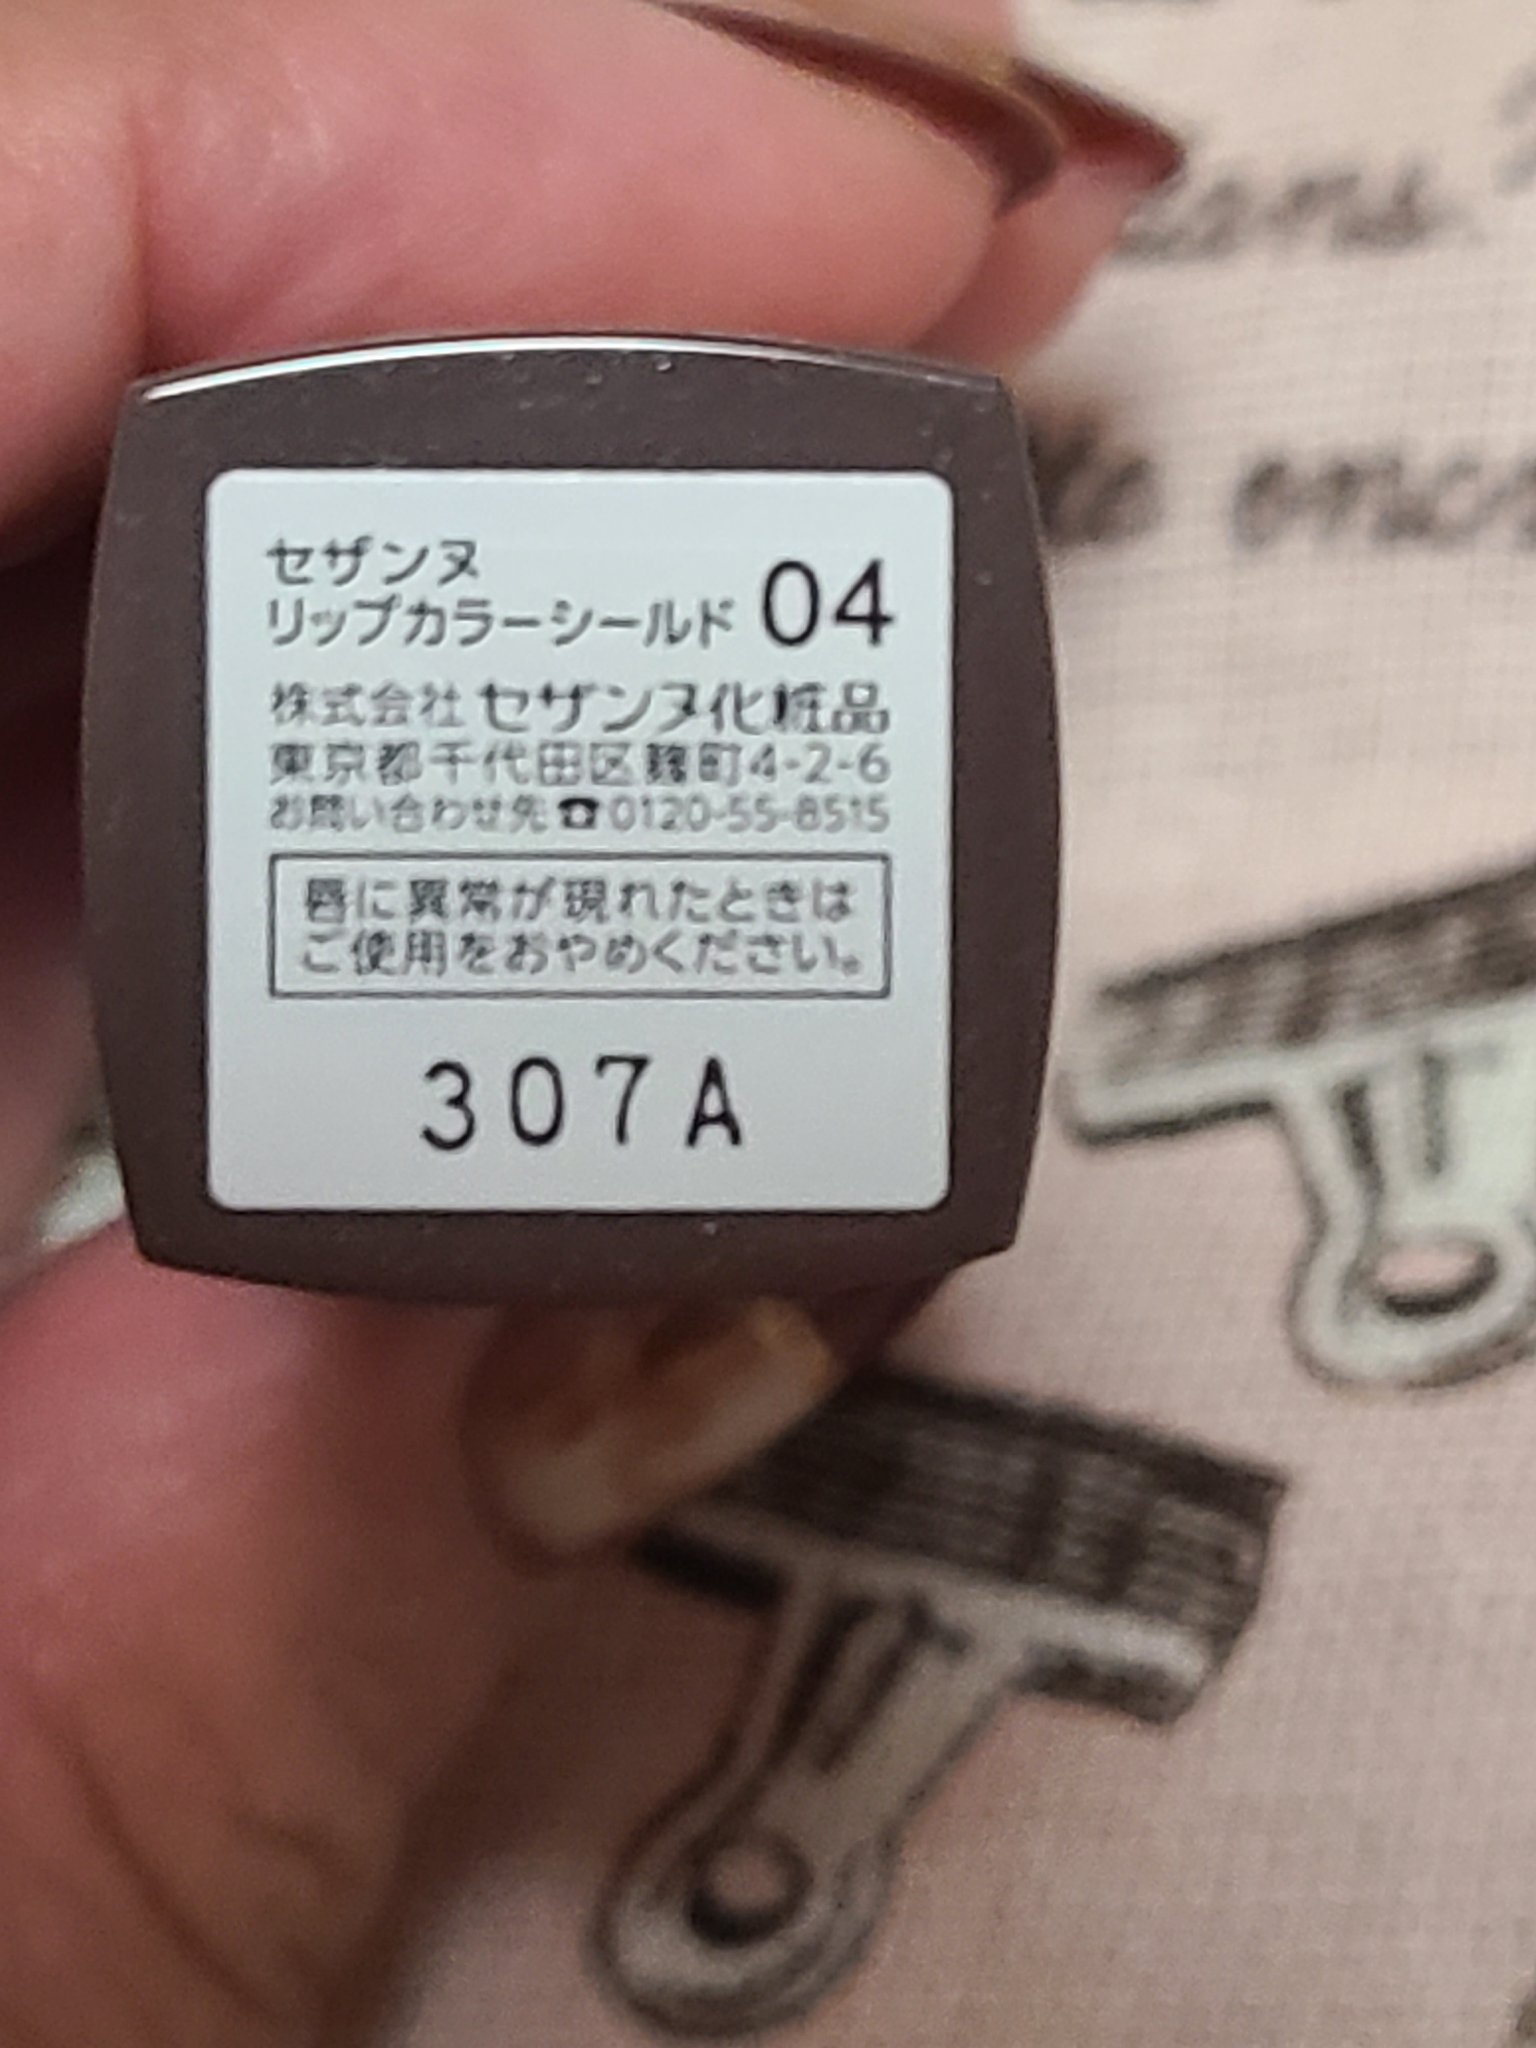 セザンヌ
リップカラーシールド 04
株式会社 セザンヌ化粧品
東京都千代田区麹町4-2-6
お問い合わせ先☎0120-55-8515
唇に異常が現れたときは
ご使用をおやめください。
307A